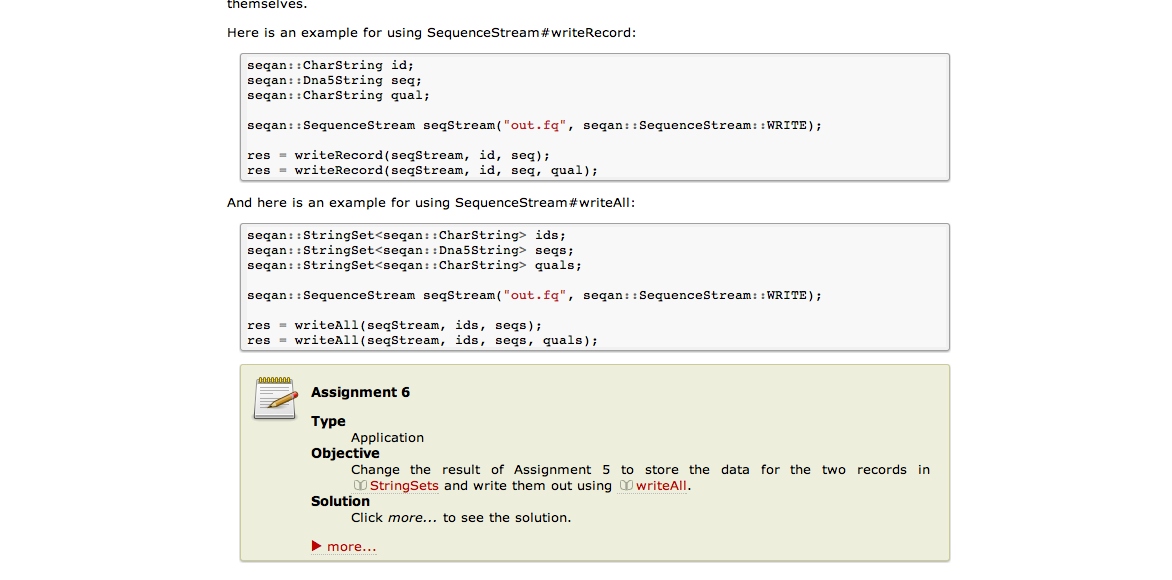 themselves.
Here is an example for using SequenceStream#writeRecord:
seqan::CharString id;
seqan::Dna5String seq;
seqan::CharString qual;
seqan::SequenceStream seqStream("out.fq", seqan::SequenceStream::WRITE);
res = writeRecord(seqStream, id, seq);
res = writeRecord(seqStream, id, seq, qual);
And here is an example for using SequenceStream#writeAll:
seqan::StringSet<seqan::CharString> ids;
seqan::StringSet<seqan::Dna5String> seqs;
seqan::StringSet<seqan::CharString> quals;
seqan::SequenceStream seqStream("out.fq", seqan::SequenceStream::WRITE);
res = writeAll(seqStream, ids, seqs);
res = writeAll(seqStream, ids, seqs, quals);
Assignment 6
Type
Application
Objective
Change the result of Assignment 5 to store the data for the two records in
StringSets and write them out using writeAll.
Solution
Click more... to see the solution.
more...